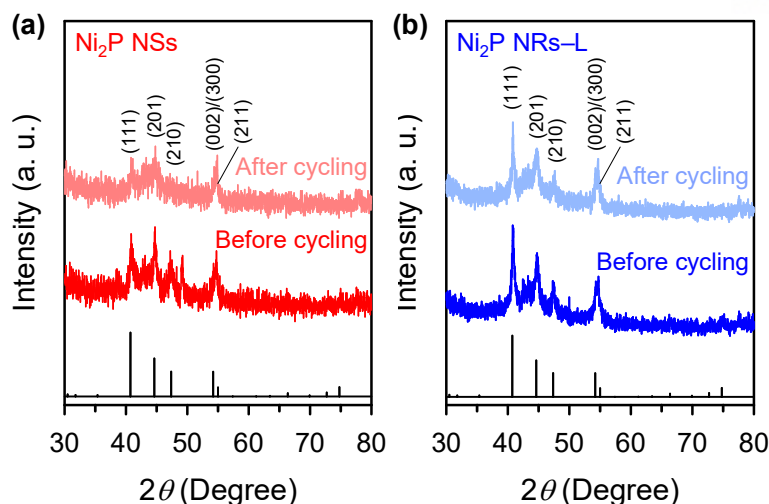 (a)
Ni₂P NSs
(111)
(201)
(210)
(002)/(300)
(211)
After cycling
Before cycling
Intensity (a. u.)
30 40 50 60 70 80
2θ (Degree)
(b)
Ni₂P NRs–L
(111)
(201)
(210)
(002)/(300)
(211)
After cycling
Before cycling
Intensity (a. u.)
30 40 50 60 70 80
2θ (Degree)